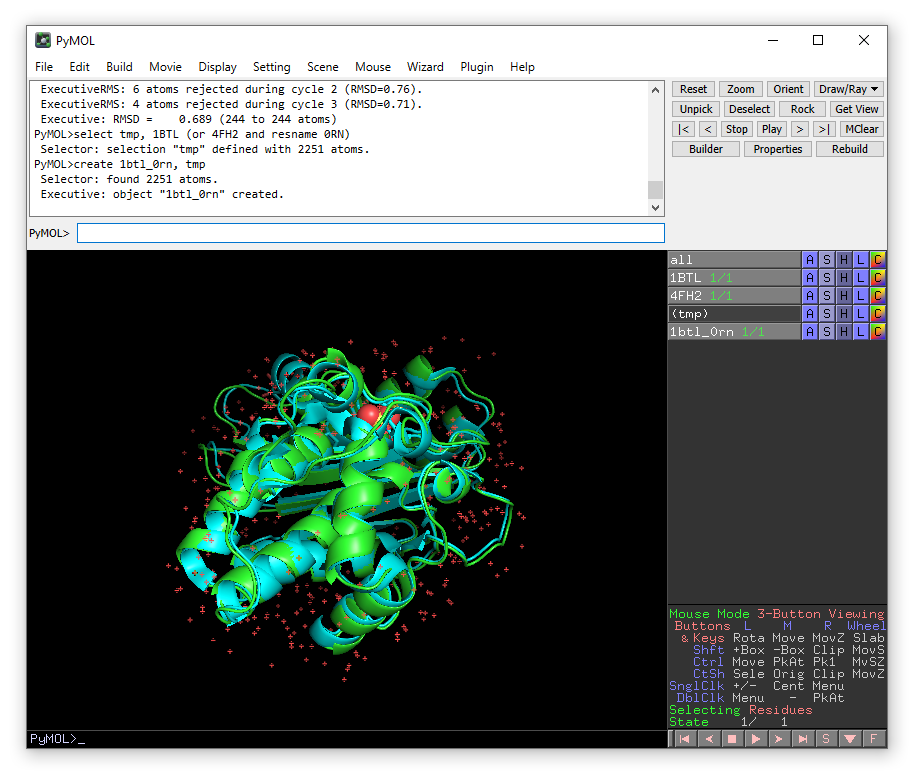 PyMOL
File Edit Build Movie Display Setting Scene Mouse Wizard Plugin Help
ExecutiveRMS: 6 atoms rejected during cycle 2 (RMSD=0.76).
ExecutiveRMS: 4 atoms rejected during cycle 3 (RMSD=0.71).
Executive: RMSD =    0.689 (244 to 244 atoms)
PyMOL>select tmp, 1BTL (or 4FH2 and resname 0RN)
Selector: selection "tmp" defined with 2251 atoms.
PyMOL>create 1btl_0rn, tmp
Selector: found 2251 atoms.
Executive: object "1btl_0rn" created.
PyMOL>
Reset Zoom Orient Draw/Ray
Unpick Deselect Rock Get View
|< < Stop Play > >| MClear
Builder Properties Rebuild
all A S H L C
1BTL 1/1 A S H L C
4FH2 1/1 A S H L C
(tmp) A S H L C
1btl_0rn 1/1 A S H L C
Mouse Mode 3-Button Viewing
Buttons L M R Wheel
& Keys Rota Move MovZ Slab
Shft +Box -Box Clip MovS
Ctrl Move PkAt Pk1 MvSZ
CtSh Sele Orig Clip MovZ
SnglClk +/- Cent Menu
DblClk Menu - PkAt
Selecting Residues
State 1/ 1
PyMOL>_
S F